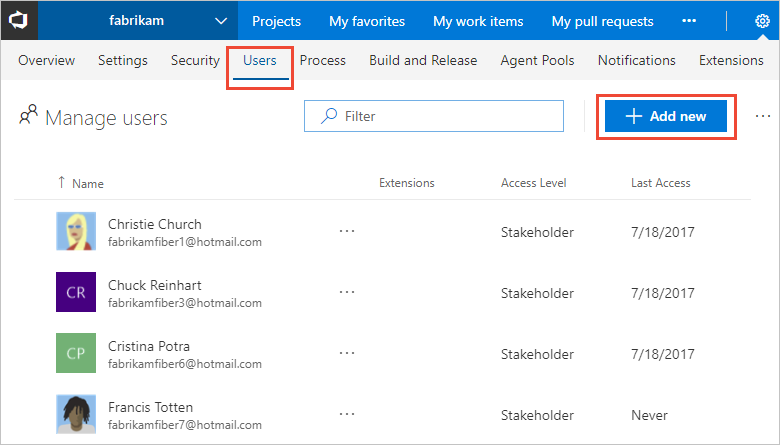 fabrikam Projects My favorites My work items My pull requests ···
Overview Settings Security Users Process Build and Release Agent Pools Notifications Extensions
Manage users Filter + Add new ···
↑ Name Extensions Access Level Last Access
Christie Church ··· Stakeholder 7/18/2017
fabrikamfiber1@hotmail.com
CR Chuck Reinhart ··· Stakeholder 7/18/2017
fabrikamfiber3@hotmail.com
CP Cristina Potra ··· Stakeholder 7/18/2017
fabrikamfiber6@hotmail.com
Francis Totten ··· Stakeholder Never
fabrikamfiber7@hotmail.com